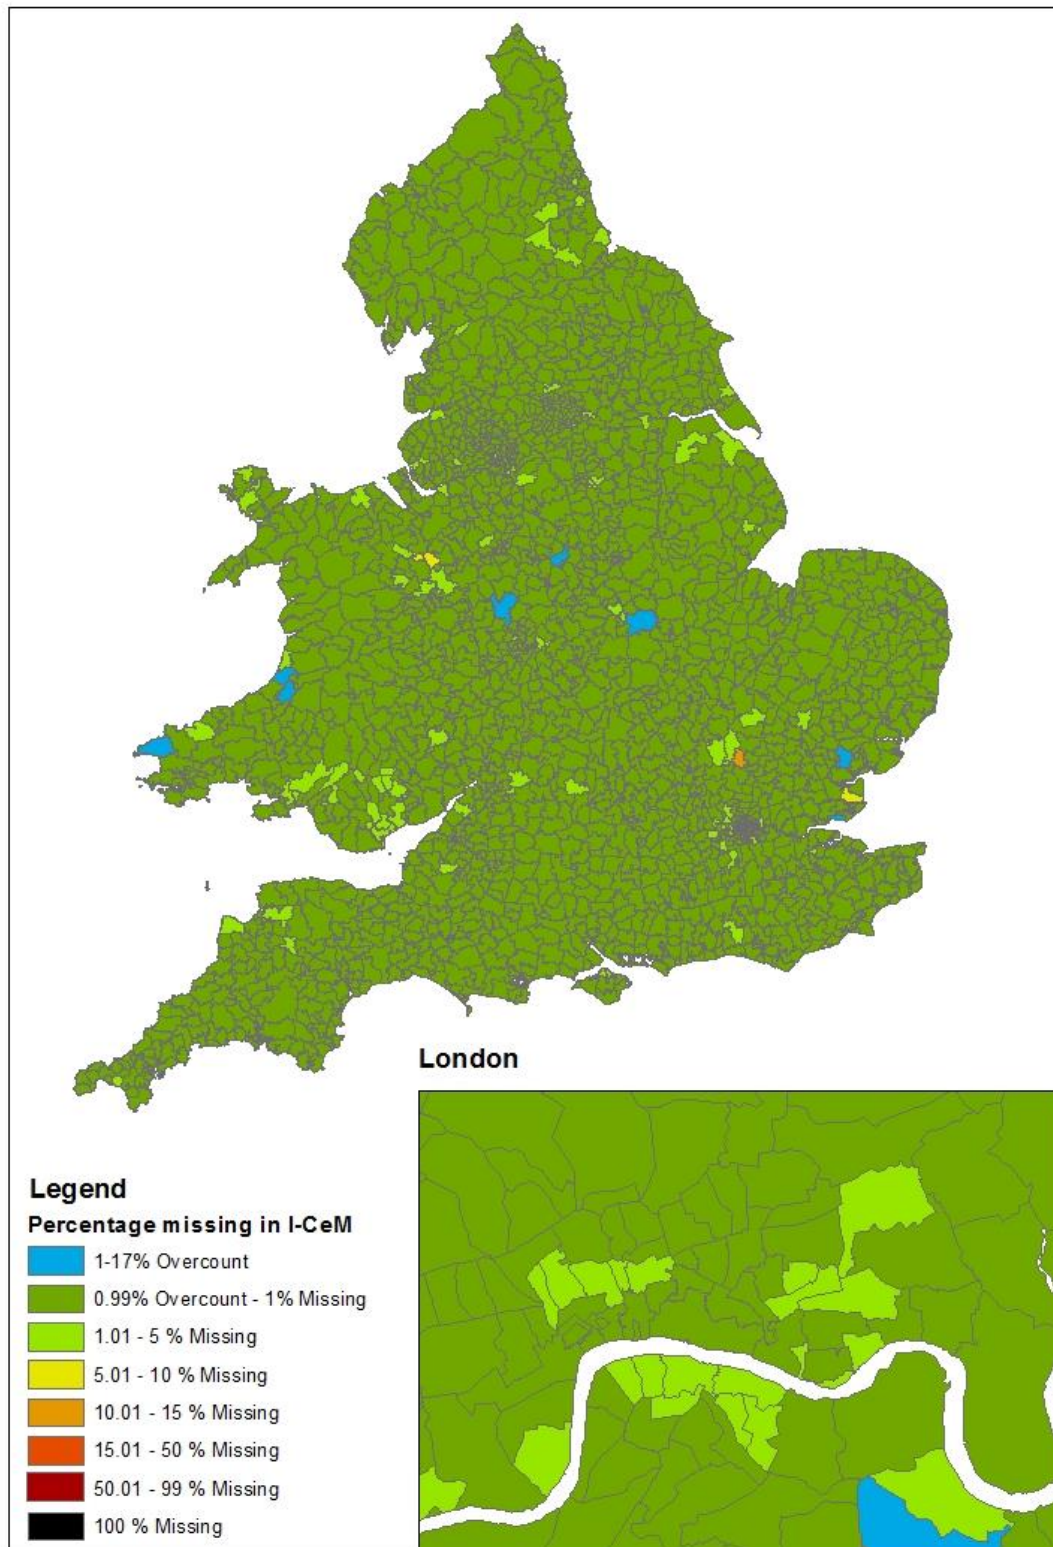 London
Legend
Percentage missing in I-CeM
1-17% Overcount
0.99% Overcount - 1% Missing
1.01 - 5 % Missing
5.01 - 10 % Missing
10.01 - 15 % Missing
15.01 - 50 % Missing
50.01 - 99 % Missing
100 % Missing